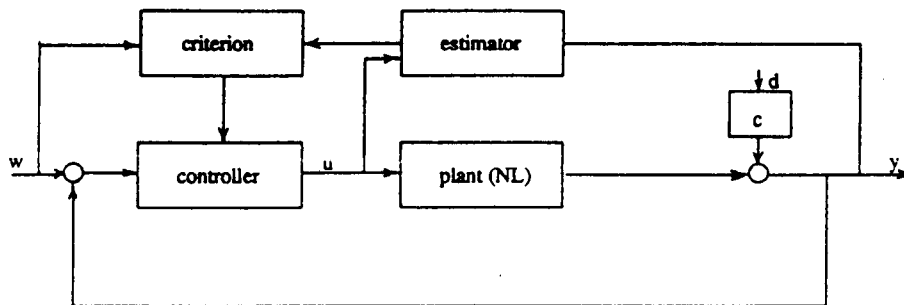 criterion
estimator
d
c
w
controller
u
plant (NL)
y